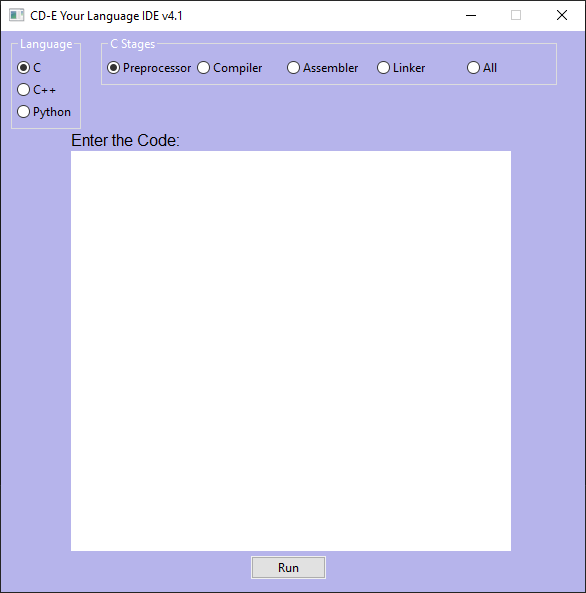 CD-E Your Language IDE v4.1
Language
C Stages
C
Preprocessor
Compiler
Assembler
Linker
All
C++
Python
Enter the Code:
Run